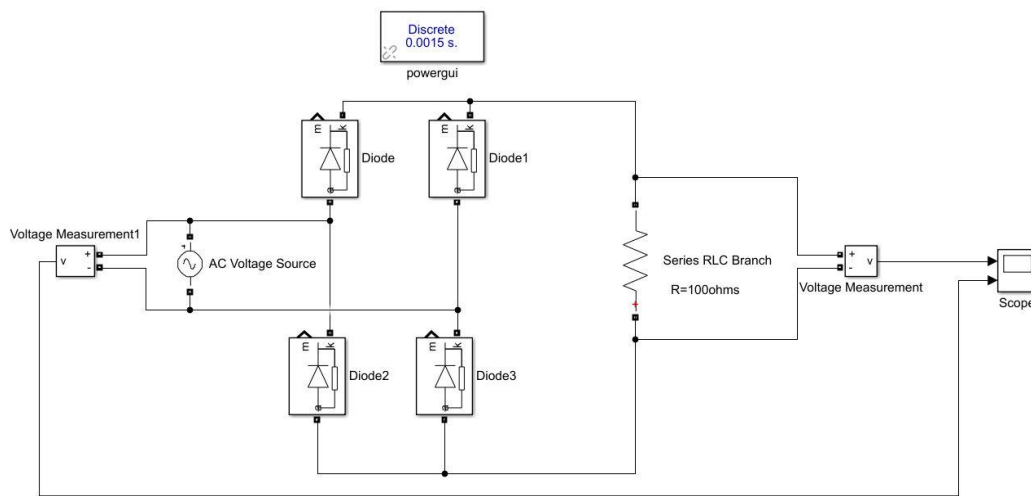 Discrete
0.0015 s.
powergui
m
k
Diode
a
m
k
Diode1
a
Voltage Measurement1
v
+
-
AC Voltage Source
Series RLC Branch
R=100ohms
+
+
-
v
Voltage Measurement
Scope
m
k
Diode2
a
m
k
Diode3
a